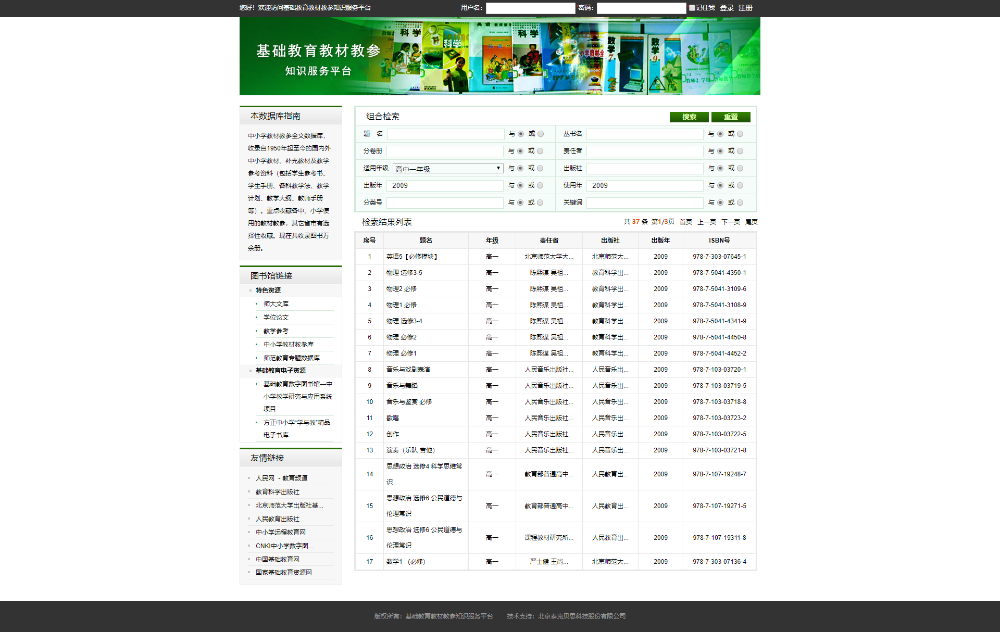 您好！欢迎访问基础教育教材教参知识服务平台
用户名： 密码： 记住我 登录 注册
基础教育教材教参
知识服务平台
本数据库指南
中小学教材教参全文数据库，
收录自1950年起至今的国内外
中小学教材、补充教材及教学
参考资料（包括学生参考书、
学生手册、各科教学法、教学
计划、教学大纲、教师手册
等）。重点收藏各中、小学使
用的教材教参，其它省市有选
择性收藏。现在共收录图书万
余册。
图书馆链接
特色资源
师大文库
学位论文
教学参考
中小学教材教参库
师范教育专题数据库
基础教育电子资源
基础教育数字图书馆—中
小学教学研究与应用系统
项目
方正中小学“学与教”精品
电子书库
友情链接
人民网 - 教育频道
教育科学出版社
北京师范大学出版社基...
人民教育出版社
中小学远程教育网
CNKI中小学数字图...
中国基础教育网
国家基础教育资源网
组合检索 搜索 重置
题 名 与 或 丛书名 与 或
分卷册 与 或 责任者 与 或
适用年级 高中一年级 与 或 出版社 与 或
出版年 2009 与 或 使用年 2009 与 或
分类号 与 或 关键词 与 或
检索结果列表 共 37 条 第1/3页 首页 上一页 下一页 尾页
序号 题名 年级 责任者 出版社 出版年 ISBN号
1 英语5【必修模块】 高一 北京师范大学大... 北京师范大... 2009 978-7-303-07645-1
2 物理 选修3-5 高一 陈熙谋 吴祖... 教育科学出... 2009 978-7-5041-4350-1
3 物理2 必修 高一 陈熙谋 吴祖... 教育科学出... 2009 978-7-5041-3109-6
4 物理1 必修 高一 陈熙谋 吴祖... 教育科学出... 2009 978-7-5041-3108-9
5 物理 选修3-4 高一 陈熙谋 吴祖... 教育科学出... 2009 978-7-5041-4341-9
6 物理 必修2 高一 陈熙谋 吴祖... 教育科学出... 2009 978-7-5041-4450-8
7 物理 必修1 高一 陈熙谋 吴祖... 教育科学出... 2009 978-7-5041-4452-2
8 音乐与戏剧表演 高一 人民音乐出版社... 人民音乐出... 2009 978-7-103-03720-1
9 音乐与舞蹈 高一 人民音乐出版社... 人民音乐出... 2009 978-7-103-03719-5
10 音乐与鉴赏 必修 高一 人民音乐出版社... 人民音乐出... 2009 978-7-103-03718-8
11 歌唱 高一 人民音乐出版社... 人民音乐出... 2009 978-7-103-03723-2
12 创作 高一 人民音乐出版社... 人民音乐出... 2009 978-7-103-03722-5
13 演奏（乐队·吉他） 高一 人民音乐出版社... 人民音乐出... 2009 978-7-103-03721-8
14 思想政治 选修4 科学思维常识 高一 教育部普通高中... 人民教育出... 2009 978-7-107-19248-7
15 思想政治 选修6 公民道德与伦理常识 高一 教育部普通高中... 人民教育出... 2009 978-7-107-19271-5
16 思想政治 选修6 公民道德与伦理常识 高一 课程教材研究所... 人民教育出... 2009 978-7-107-19311-8
17 数学1 （必修） 高一 严士健 王尚... 北京师范大... 2009 978-7-303-07136-4
版权所有：基础教育教材教参知识服务平台 技术支持：北京泰克贝思科技股份有限公司